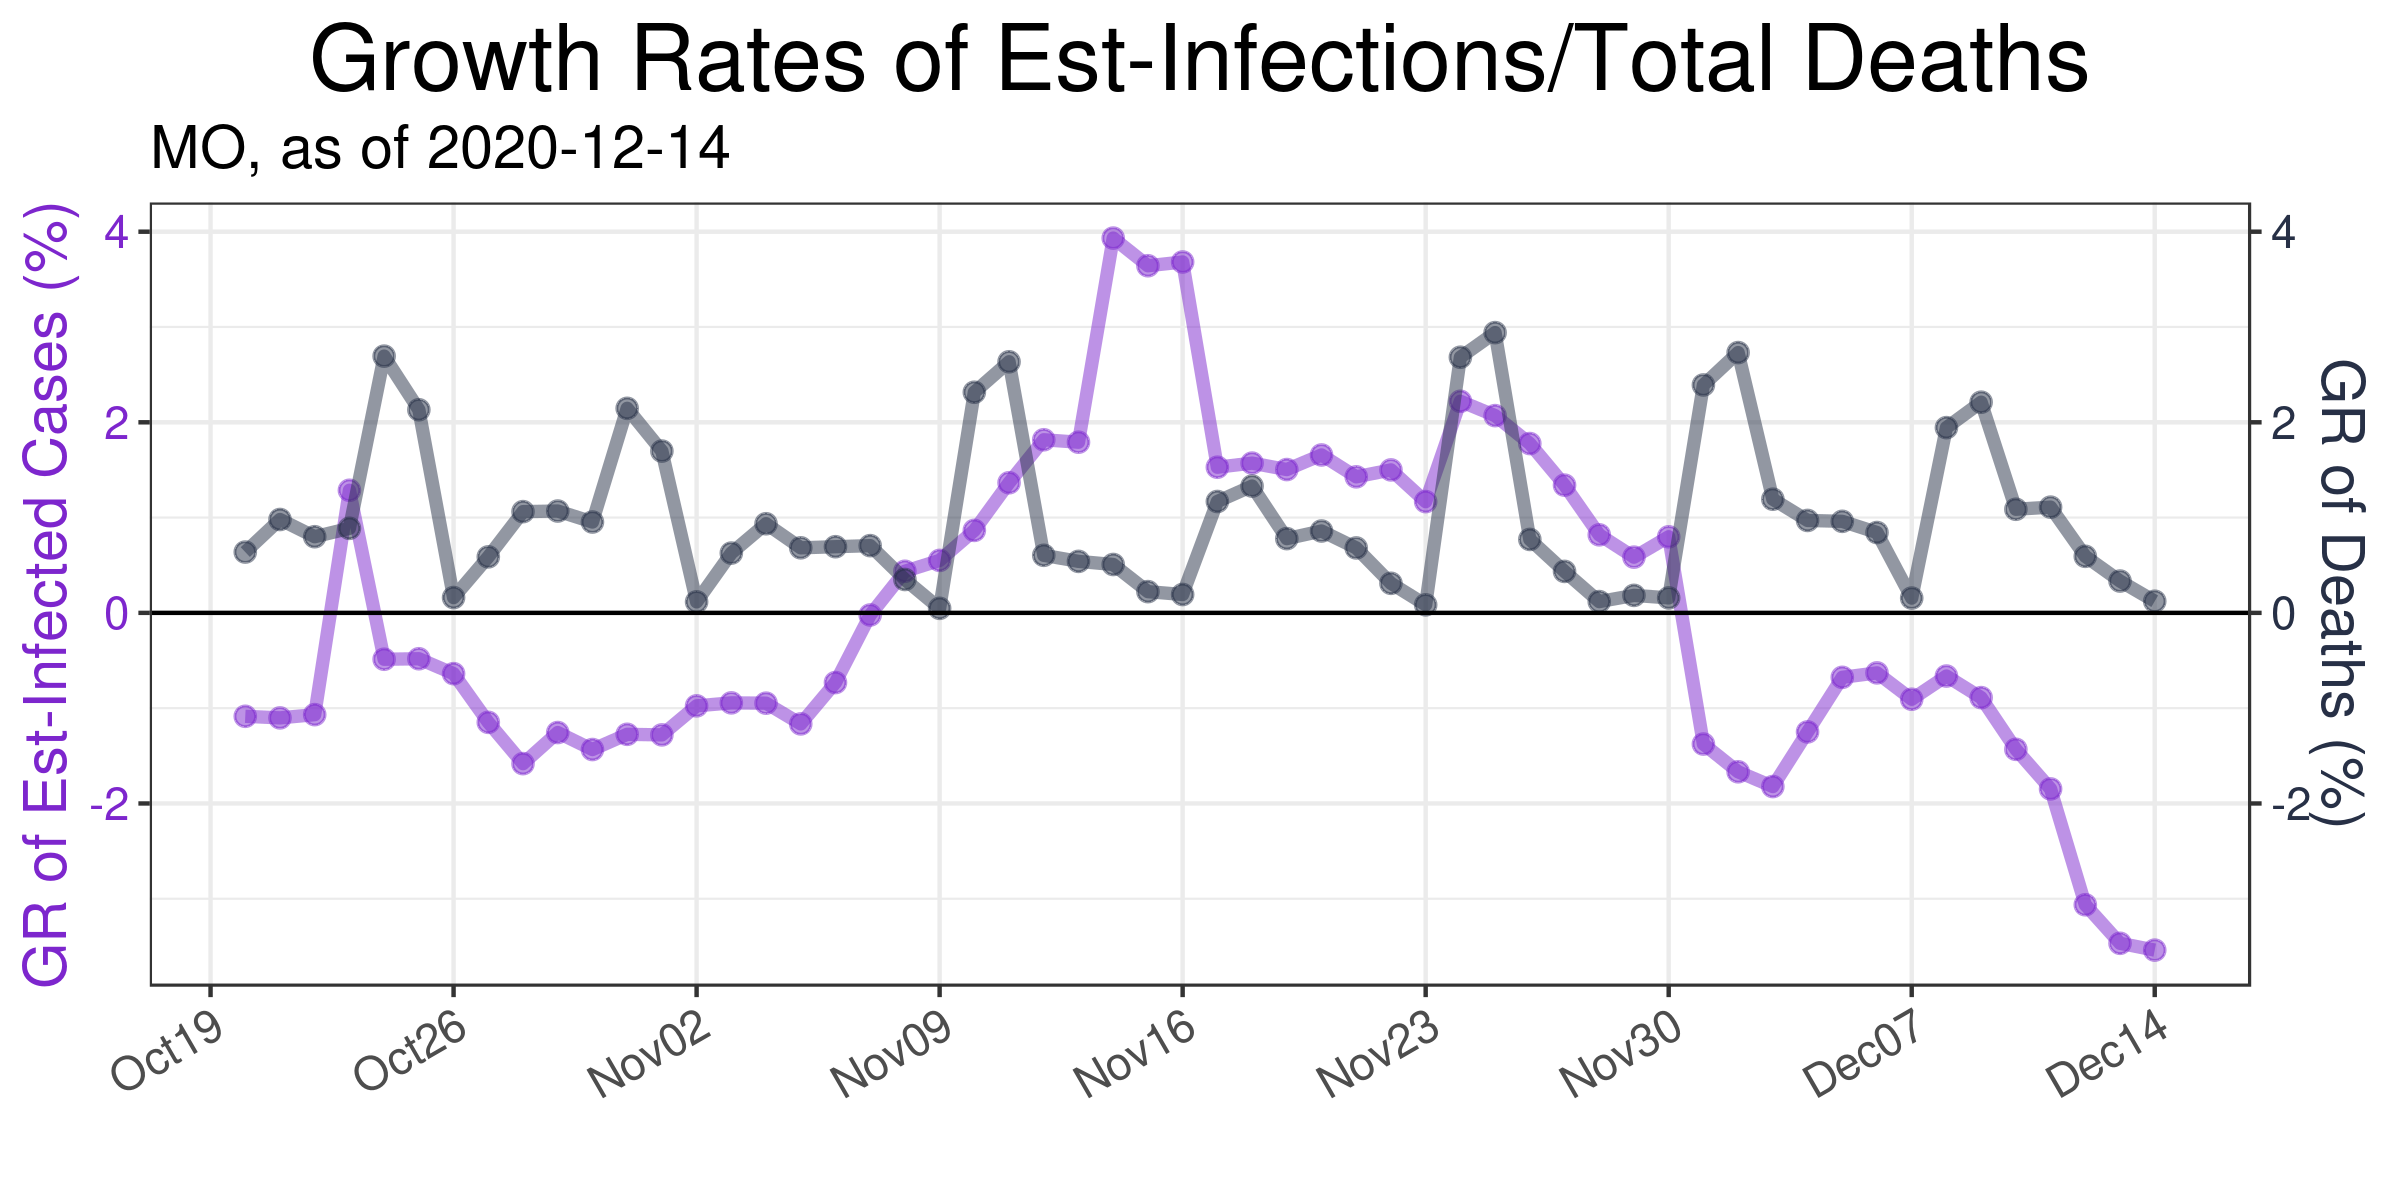 Growth Rates of Est-Infections/Total Deaths
MO, as of 2020-12-14
GR of Est-Infected Cases (%)
4
2
0
-2
4
2
0
-2
GR of Deaths (%)
Oct19
Oct26
Nov02
Nov09
Nov16
Nov23
Nov30
Dec07
Dec14